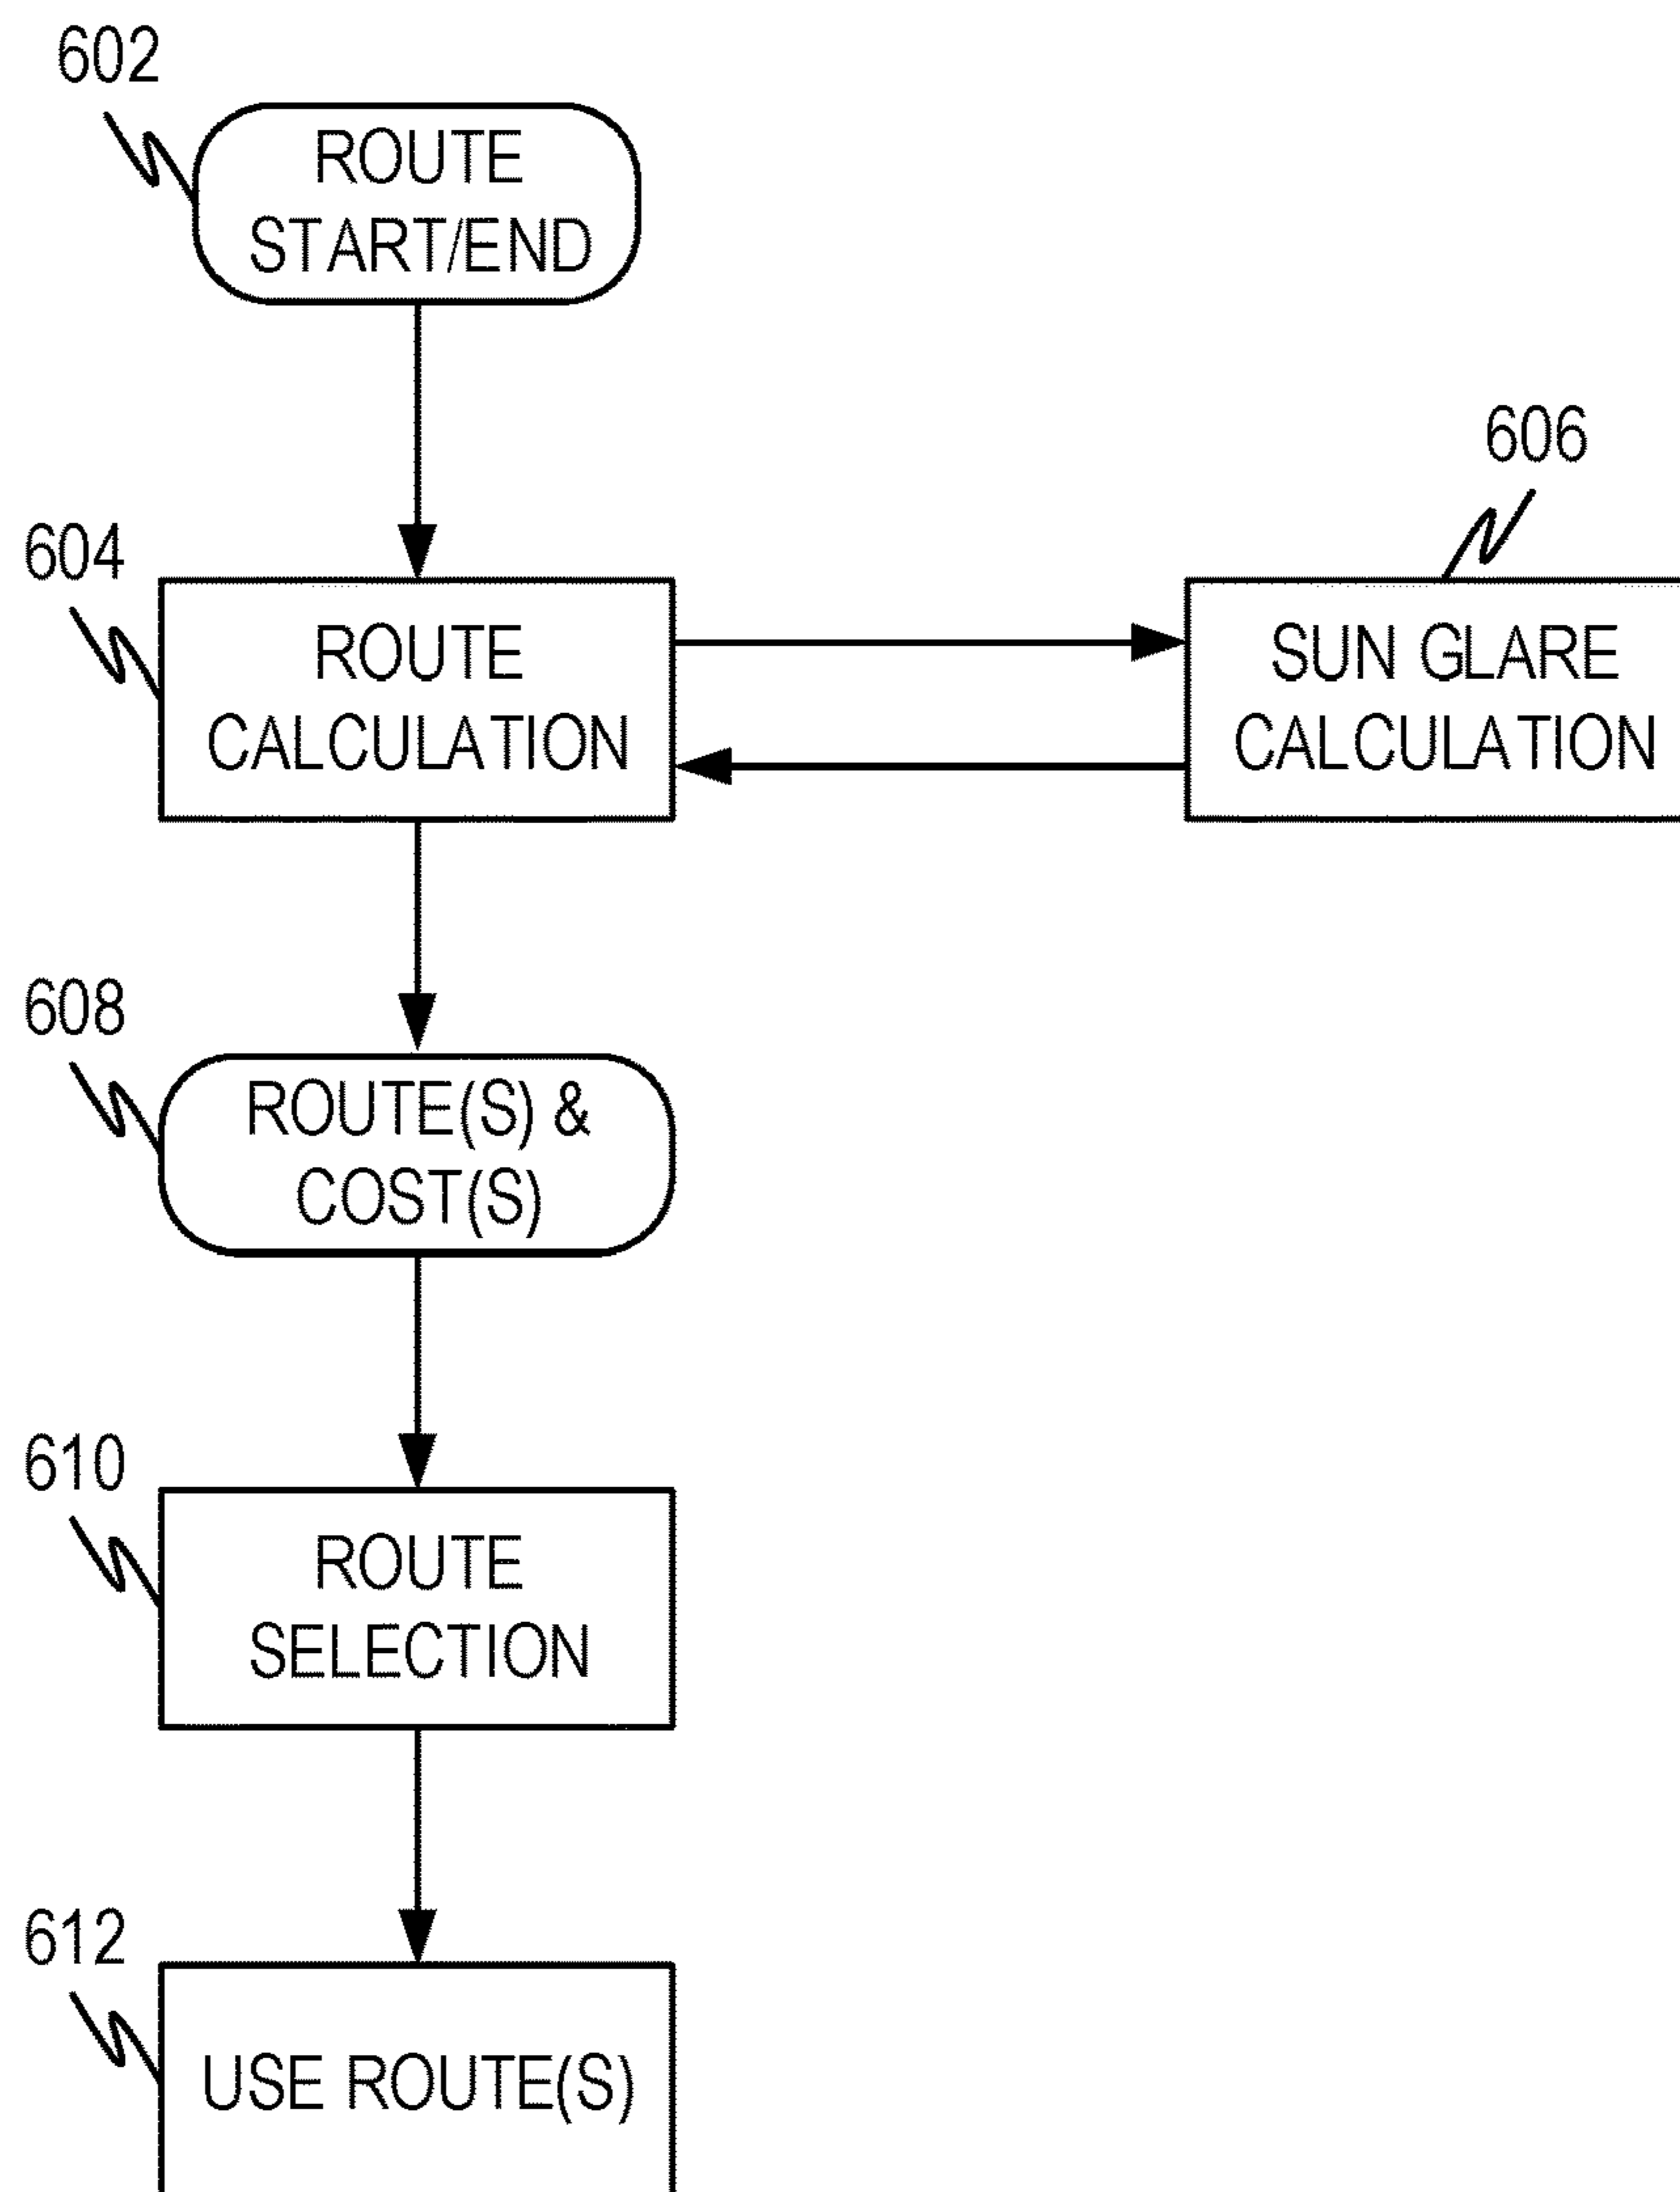 602
ROUTE
START/END
604
ROUTE
CALCULATION
606
SUN GLARE
CALCULATION
608
ROUTE(S) &
COST(S)
610
ROUTE
SELECTION
612
USE ROUTE(S)